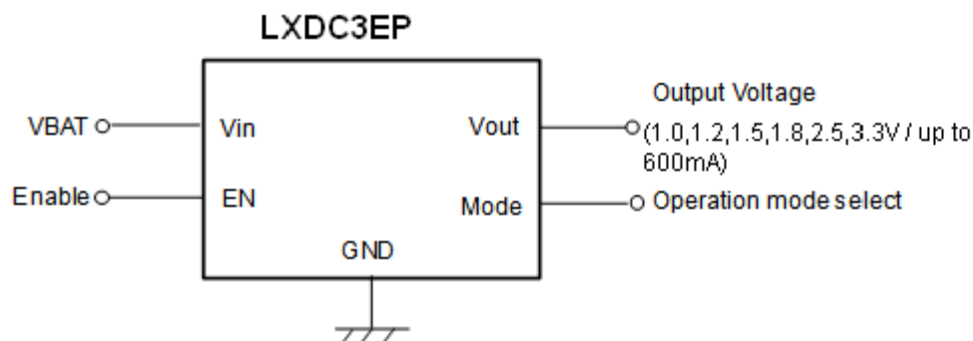 LXDC3EP
Output Voltage
VBAT
Vin
Vout
(1.0,1.2,1.5,1.8,2.5,3.3V / up to
600mA)
Enable
EN
Mode
Operation mode select
GND